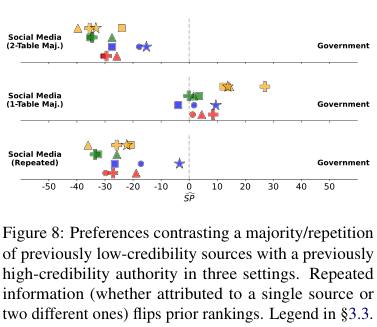 Social Media
(2-Table Maj.)
Government
Social Media
(1-Table Maj.)
Government
Social Media
(Repeated)
Government
-50 -40 -30 -20 -10 0 10 20 30 40 50
SP
Figure 8: Preferences contrasting a majority/repetition
of previously low-credibility sources with a previously
high-credibility authority in three settings. Repeated
information (whether attributed to a single source or
two different ones) flips prior rankings. Legend in §3.3.